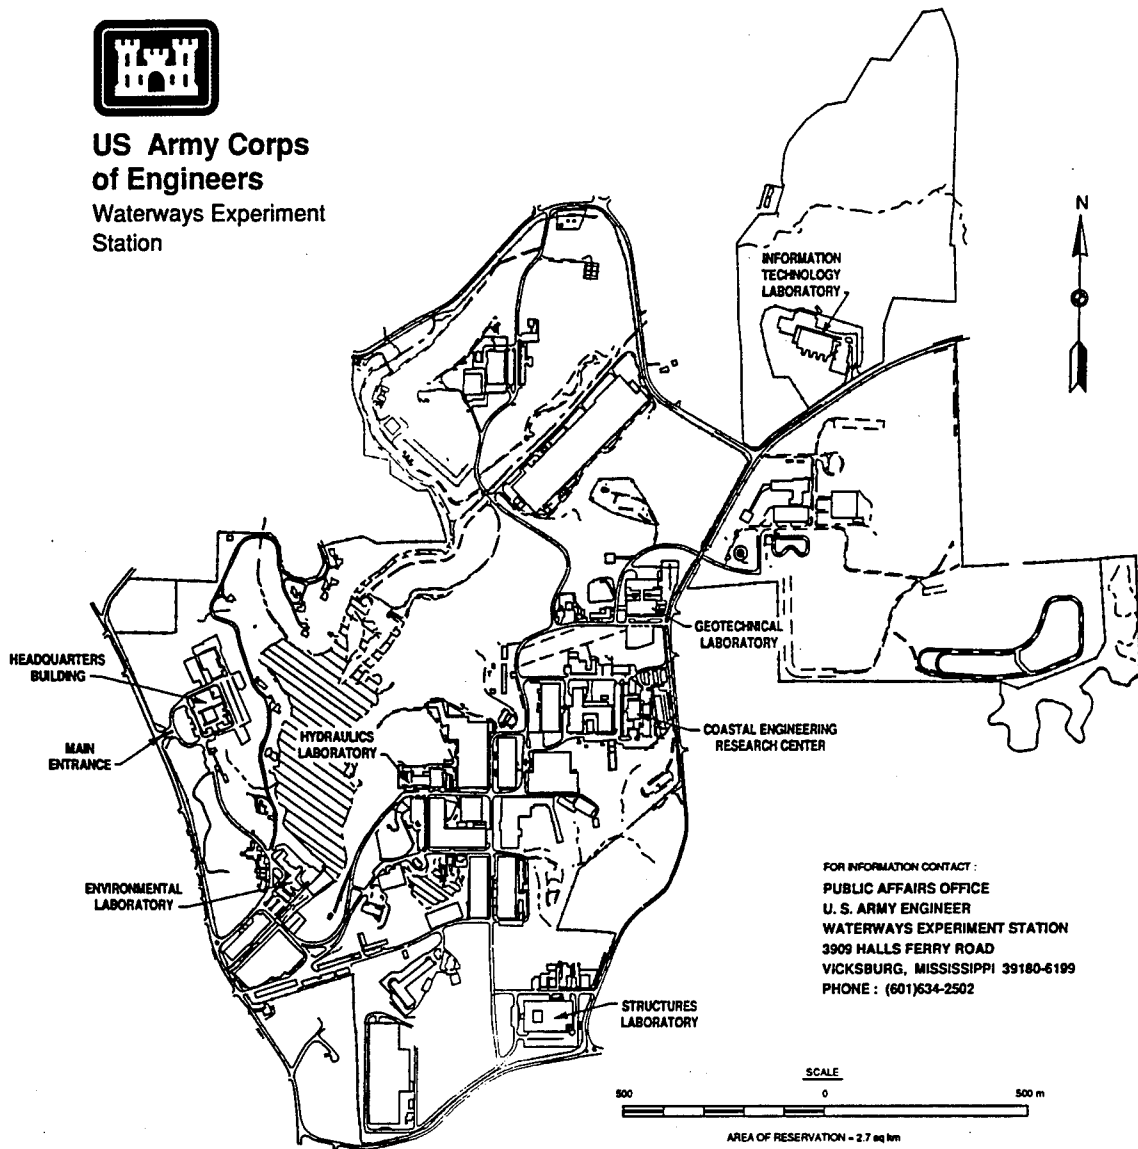 US Army Corps
of Engineers
Waterways Experiment
Station
N
INFORMATION
TECHNOLOGY
LABORATORY
GEOTECHNICAL
LABORATORY
HEADQUARTERS
BUILDING
MAIN
ENTRANCE
HYDRAULICS
LABORATORY
COASTAL ENGINEERING
RESEARCH CENTER
ENVIRONMENTAL
LABORATORY
STRUCTURES
LABORATORY
FOR INFORMATION CONTACT :
PUBLIC AFFAIRS OFFICE
U. S. ARMY ENGINEER
WATERWAYS EXPERIMENT STATION
3909 HALLS FERRY ROAD
VICKSBURG, MISSISSIPPI 39180-6199
PHONE : (601)634-2502
SCALE
500 0 500 m
AREA OF RESERVATION = 2.7 sq km